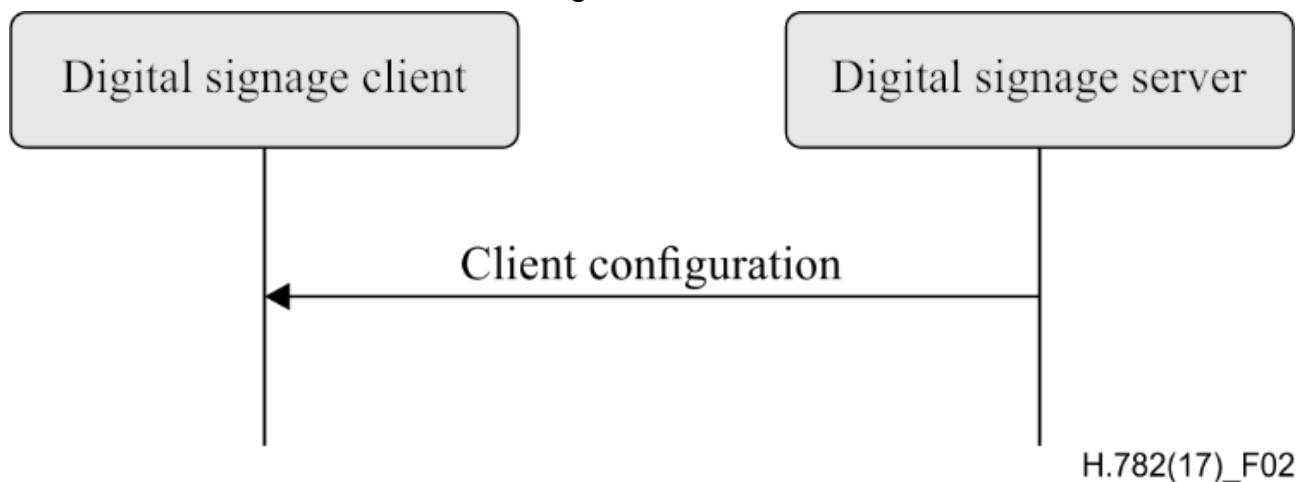 Digital signage client
Digital signage server
Client configuration
H.782(17)_F02